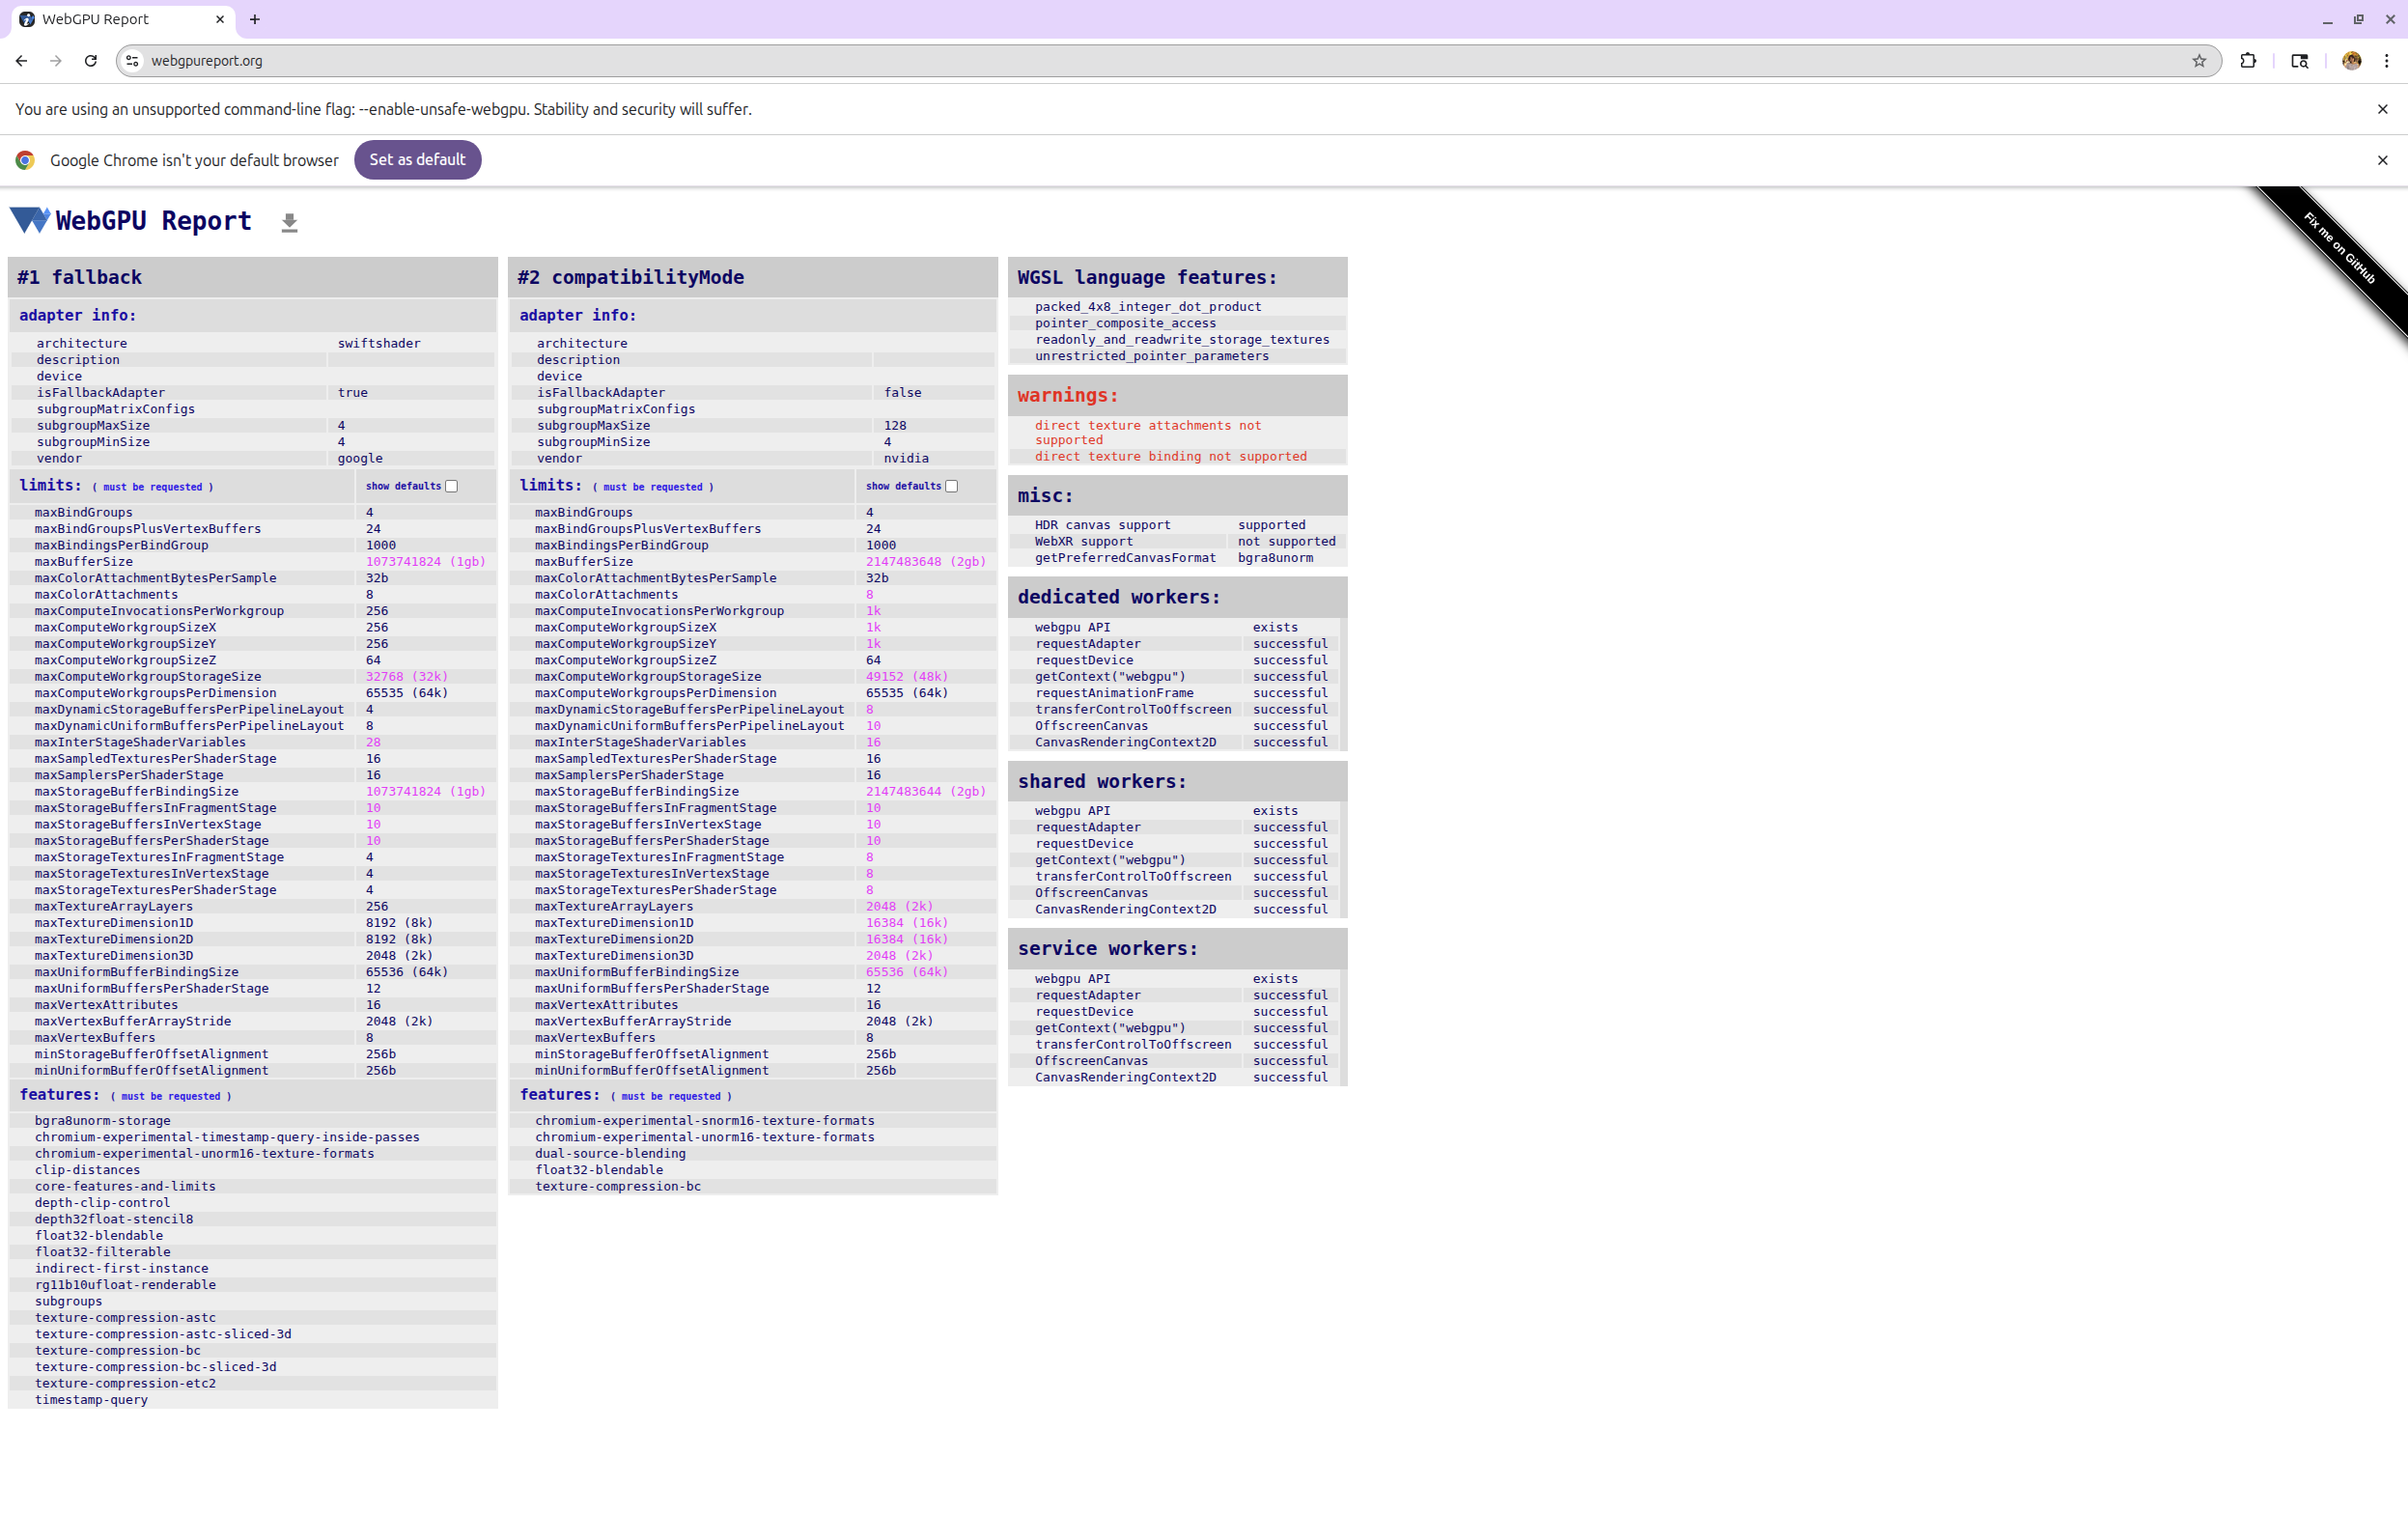 WebGPU Report
webgpureport.org
You are using an unsupported command-line flag: --enable-unsafe-webgpu. Stability and security will suffer.
Google Chrome isn't your default browser Set as default
Fix me on GitHub
WebGPU Report
#1 fallback
adapter info:
architecture swiftshader
description
device
isFallbackAdapter true
subgroupMatrixConfigs
subgroupMaxSize 4
subgroupMinSize 4
vendor google
limits: ( must be requested ) show defaults
maxBindGroups 4
maxBindGroupsPlusVertexBuffers 24
maxBindingsPerBindGroup 1000
maxBufferSize 1073741824 (1gb)
maxColorAttachmentBytesPerSample 32b
maxColorAttachments 8
maxComputeInvocationsPerWorkgroup 256
maxComputeWorkgroupSizeX 256
maxComputeWorkgroupSizeY 256
maxComputeWorkgroupSizeZ 64
maxComputeWorkgroupStorageSize 32768 (32k)
maxComputeWorkgroupsPerDimension 65535 (64k)
maxDynamicStorageBuffersPerPipelineLayout 4
maxDynamicUniformBuffersPerPipelineLayout 8
maxInterStageShaderVariables 28
maxSampledTexturesPerShaderStage 16
maxSamplersPerShaderStage 16
maxStorageBufferBindingSize 1073741824 (1gb)
maxStorageBuffersInFragmentStage 10
maxStorageBuffersInVertexStage 10
maxStorageBuffersPerShaderStage 10
maxStorageTexturesInFragmentStage 4
maxStorageTexturesInVertexStage 4
maxStorageTexturesPerShaderStage 4
maxTextureArrayLayers 256
maxTextureDimension1D 8192 (8k)
maxTextureDimension2D 8192 (8k)
maxTextureDimension3D 2048 (2k)
maxUniformBufferBindingSize 65536 (64k)
maxUniformBuffersPerShaderStage 12
maxVertexAttributes 16
maxVertexBufferArrayStride 2048 (2k)
maxVertexBuffers 8
minStorageBufferOffsetAlignment 256b
minUniformBufferOffsetAlignment 256b
features: ( must be requested )
bgra8unorm-storage
chromium-experimental-timestamp-query-inside-passes
chromium-experimental-unorm16-texture-formats
clip-distances
core-features-and-limits
depth-clip-control
depth32float-stencil8
float32-blendable
float32-filterable
indirect-first-instance
rg11b10ufloat-renderable
subgroups
texture-compression-astc
texture-compression-astc-sliced-3d
texture-compression-bc
texture-compression-bc-sliced-3d
texture-compression-etc2
timestamp-query
#2 compatibilityMode
adapter info:
architecture
description
device
isFallbackAdapter false
subgroupMatrixConfigs
subgroupMaxSize 128
subgroupMinSize 4
vendor nvidia
limits: ( must be requested ) show defaults
maxBindGroups 4
maxBindGroupsPlusVertexBuffers 24
maxBindingsPerBindGroup 1000
maxBufferSize 2147483648 (2gb)
maxColorAttachmentBytesPerSample 32b
maxColorAttachments 8
maxComputeInvocationsPerWorkgroup 1k
maxComputeWorkgroupSizeX 1k
maxComputeWorkgroupSizeY 1k
maxComputeWorkgroupSizeZ 64
maxComputeWorkgroupStorageSize 49152 (48k)
maxComputeWorkgroupsPerDimension 65535 (64k)
maxDynamicStorageBuffersPerPipelineLayout 8
maxDynamicUniformBuffersPerPipelineLayout 10
maxInterStageShaderVariables 16
maxSampledTexturesPerShaderStage 16
maxSamplersPerShaderStage 16
maxStorageBufferBindingSize 2147483644 (2gb)
maxStorageBuffersInFragmentStage 10
maxStorageBuffersInVertexStage 10
maxStorageBuffersPerShaderStage 10
maxStorageTexturesInFragmentStage 8
maxStorageTexturesInVertexStage 8
maxStorageTexturesPerShaderStage 8
maxTextureArrayLayers 2048 (2k)
maxTextureDimension1D 16384 (16k)
maxTextureDimension2D 16384 (16k)
maxTextureDimension3D 2048 (2k)
maxUniformBufferBindingSize 65536 (64k)
maxUniformBuffersPerShaderStage 12
maxVertexAttributes 16
maxVertexBufferArrayStride 2048 (2k)
maxVertexBuffers 8
minStorageBufferOffsetAlignment 256b
minUniformBufferOffsetAlignment 256b
features: ( must be requested )
chromium-experimental-snorm16-texture-formats
chromium-experimental-unorm16-texture-formats
dual-source-blending
float32-blendable
texture-compression-bc
WGSL language features:
packed_4x8_integer_dot_product
pointer_composite_access
readonly_and_readwrite_storage_textures
unrestricted_pointer_parameters
warnings:
direct texture attachments not
supported
direct texture binding not supported
misc:
HDR canvas support supported
WebXR support not supported
getPreferredCanvasFormat bgra8unorm
dedicated workers:
webgpu API exists
requestAdapter successful
requestDevice successful
getContext("webgpu") successful
requestAnimationFrame successful
transferControlToOffscreen successful
OffscreenCanvas successful
CanvasRenderingContext2D successful
shared workers:
webgpu API exists
requestAdapter successful
requestDevice successful
getContext("webgpu") successful
transferControlToOffscreen successful
OffscreenCanvas successful
CanvasRenderingContext2D successful
service workers:
webgpu API exists
requestAdapter successful
requestDevice successful
getContext("webgpu") successful
transferControlToOffscreen successful
OffscreenCanvas successful
CanvasRenderingContext2D successful